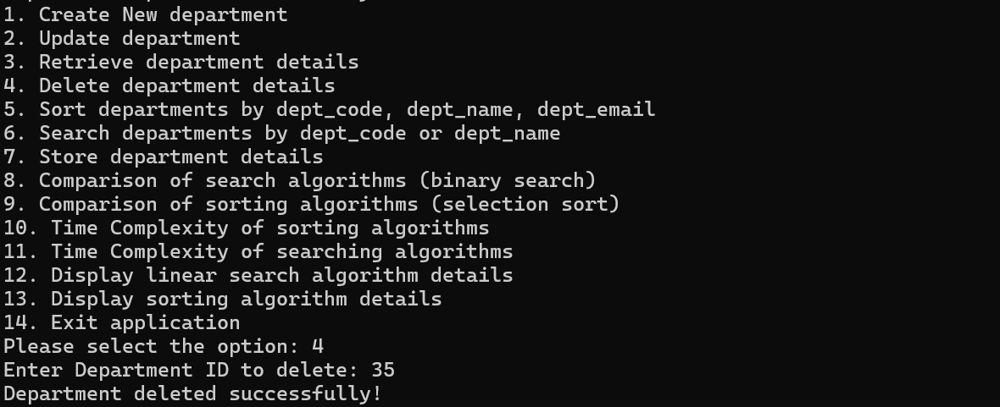 1. Create New department
2. Update department
3. Retrieve department details
4. Delete department details
5. Sort departments by dept_code, dept_name, dept_email
6. Search departments by dept_code or dept_name
7. Store department details
8. Comparison of search algorithms (binary search)
9. Comparison of sorting algorithms (selection sort)
10. Time Complexity of sorting algorithms
11. Time Complexity of searching algorithms
12. Display linear search algorithm details
13. Display sorting algorithm details
14. Exit application
Please select the option: 4
Enter Department ID to delete: 35
Department deleted successfully!